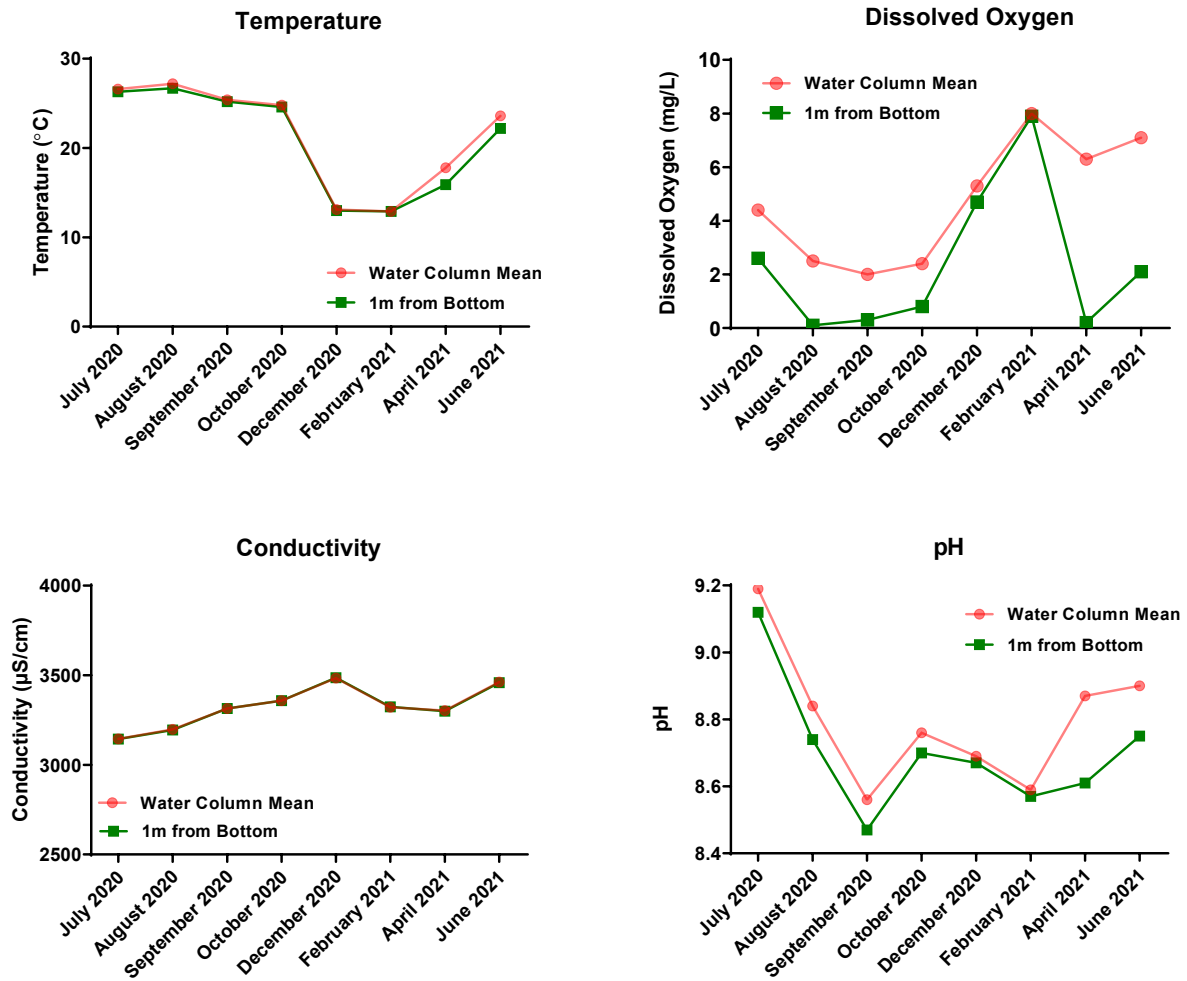 Temperature
Temperature (°C)
30
20
10
0
Water Column Mean
1m from Bottom
July 2020
August 2020
September 2020
October 2020
December 2020
February 2021
April 2021
June 2021
Dissolved Oxygen
Dissolved Oxygen (mg/L)
10
8
6
4
2
0
Water Column Mean
1m from Bottom
July 2020
August 2020
September 2020
October 2020
December 2020
February 2021
April 2021
June 2021
Conductivity
Conductivity (µS/cm)
4000
3500
3000
2500
Water Column Mean
1m from Bottom
July 2020
August 2020
September 2020
October 2020
December 2020
February 2021
April 2021
June 2021
pH
pH
9.2
9.0
8.8
8.6
8.4
Water Column Mean
1m from Bottom
July 2020
August 2020
September 2020
October 2020
December 2020
February 2021
April 2021
June 2021